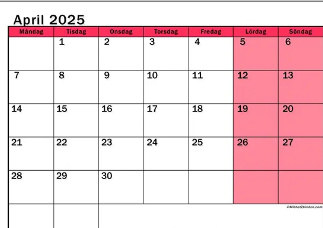 April 2025
Måndag Tisdag Onsdag Torsdag Fredag Lördag Söndag
1 2 3 4 5 6
7 8 9 10 11 12 13
14 15 16 17 18 19 20
21 22 23 24 25 26 27
28 29 30